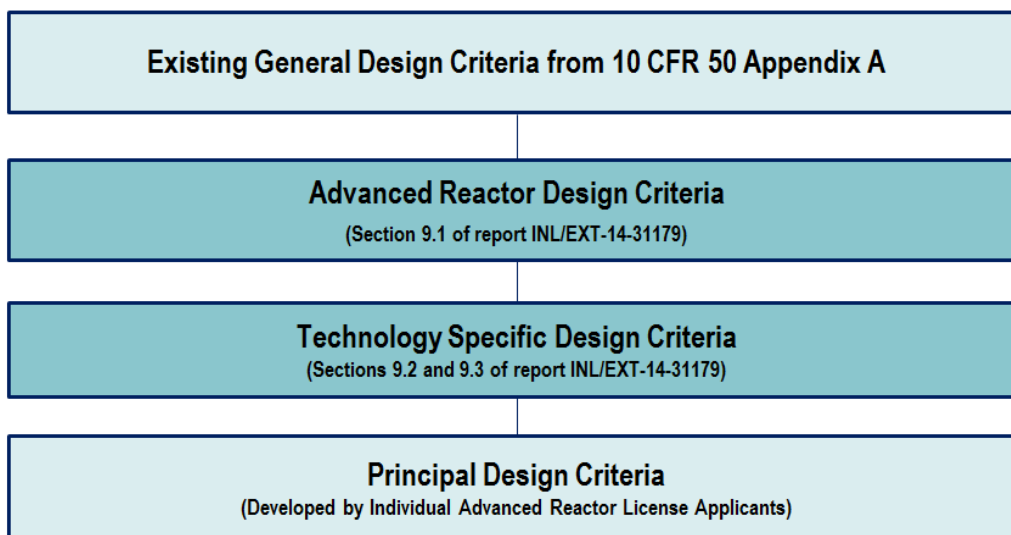 Existing General Design Criteria from 10 CFR 50 Appendix A
Advanced Reactor Design Criteria
(Section 9.1 of report INL/EXT-14-31179)
Technology Specific Design Criteria
(Sections 9.2 and 9.3 of report INL/EXT-14-31179)
Principal Design Criteria
(Developed by Individual Advanced Reactor License Applicants)